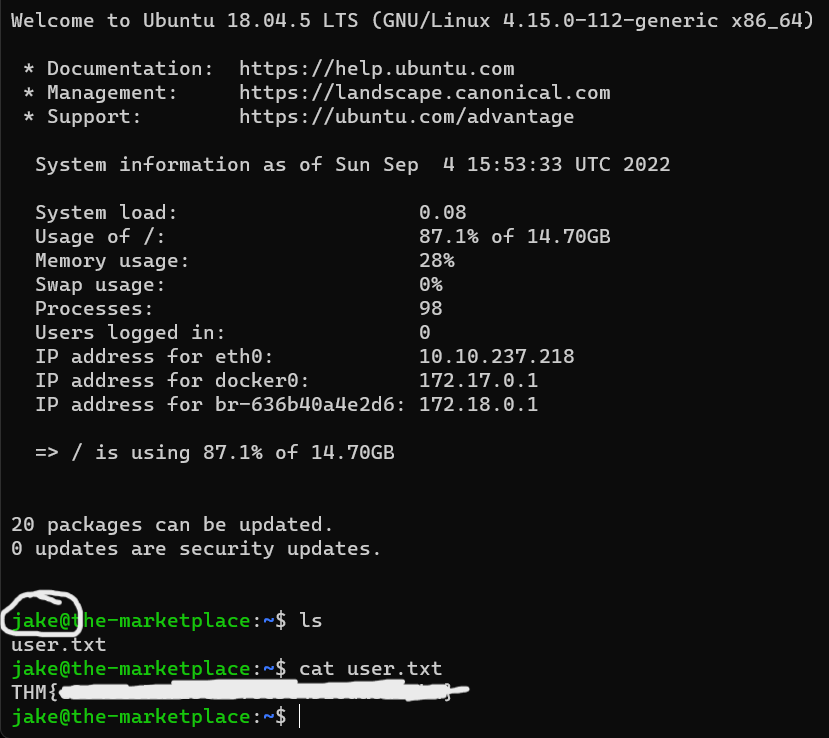 Welcome to Ubuntu 18.04.5 LTS (GNU/Linux 4.15.0-112-generic x86_64)
* Documentation:  https://help.ubuntu.com
* Management:     https://landscape.canonical.com
* Support:        https://ubuntu.com/advantage
System information as of Sun Sep  4 15:53:33 UTC 2022
System load:                    0.08
Usage of /:                     87.1% of 14.70GB
Memory usage:                   28%
Swap usage:                     0%
Processes:                      98
Users logged in:                0
IP address for eth0:            10.10.237.218
IP address for docker0:         172.17.0.1
IP address for br-636b40a4e2d6: 172.18.0.1
=> / is using 87.1% of 14.70GB
20 packages can be updated.
0 updates are security updates.
jake@the-marketplace:~$ ls
user.txt
jake@the-marketplace:~$ cat user.txt
THM{
jake@the-marketplace:~$